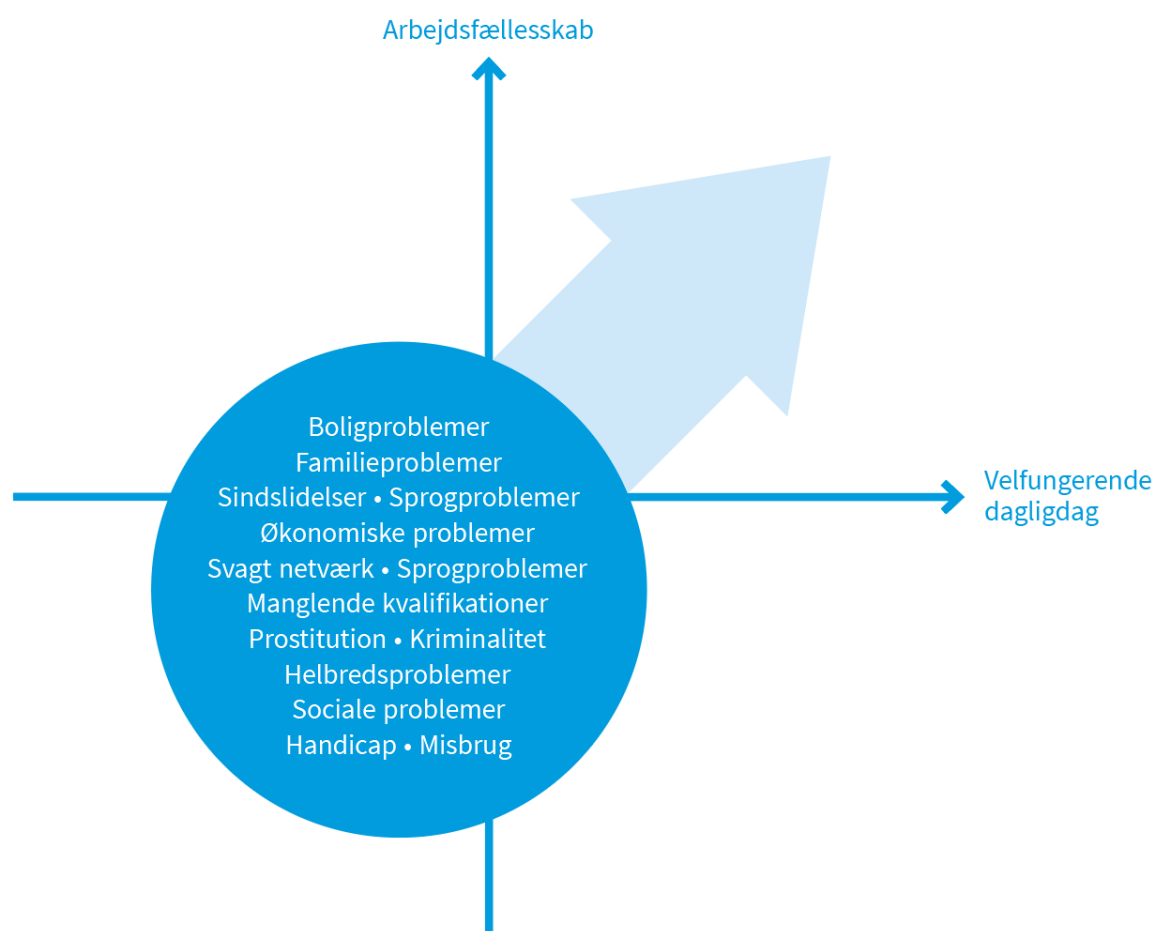 Arbejdsfællesskab
Boligproblemer
Familieproblemer
Sindslidelser • Sprogproblemer
Økonomiske problemer
Svagt netværk • Sprogproblemer
Manglende kvalifikationer
Prostitution • Kriminalitet
Helbredsproblemer
Sociale problemer
Handicap • Misbrug
Velfungerende
dagligdag